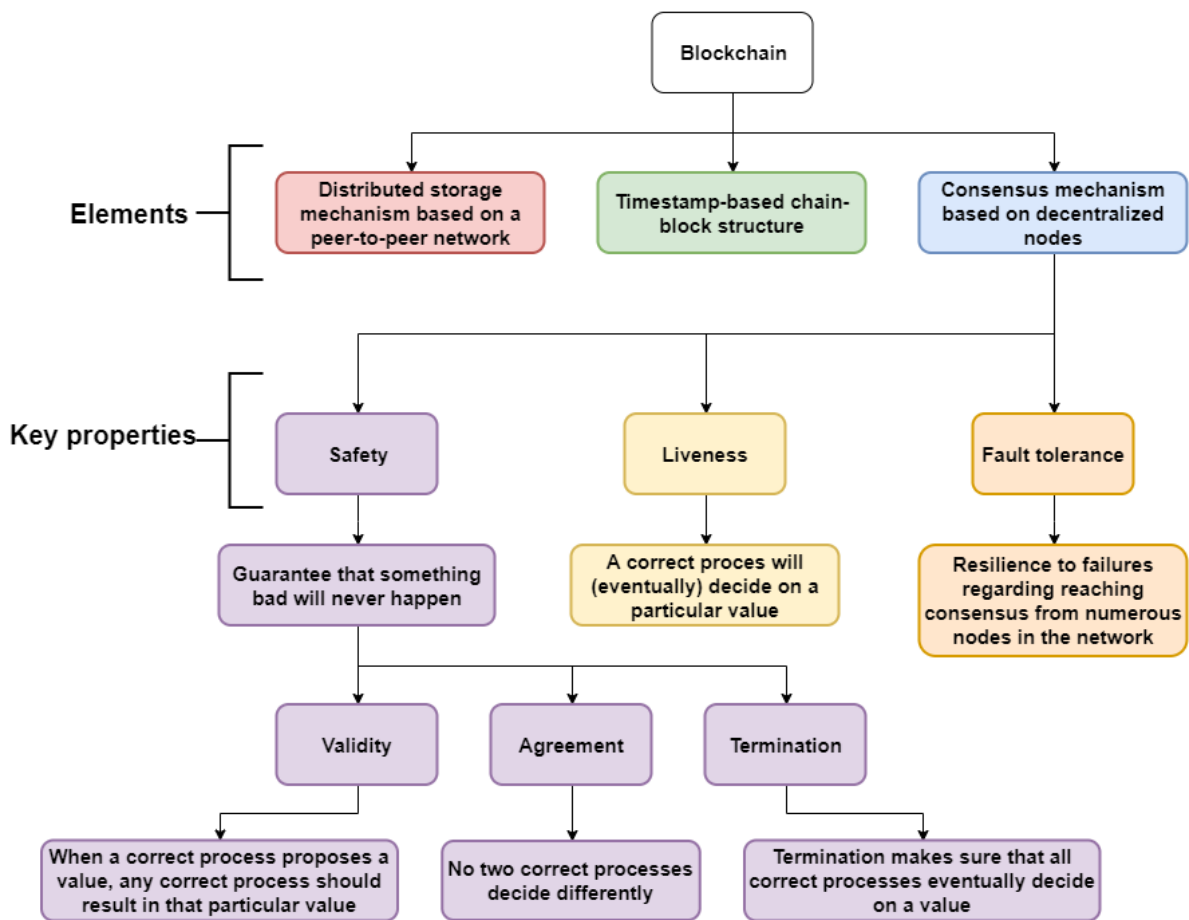 Blockchain
Elements
Distributed storage
mechanism based on a
peer-to-peer network
Timestamp-based chain-
block structure
Consensus mechanism
based on decentralized
nodes
Key properties
Safety
Liveness
Fault tolerance
Guarantee that something
bad will never happen
A correct proces will
(eventually) decide on a
particular value
Resilience to failures
regarding reaching
consensus from numerous
nodes in the network
Validity
Agreement
Termination
When a correct process proposes a
value, any correct process should
result in that particular value
No two correct processes
decide differently
Termination makes sure that all
correct processes eventually decide
on a value